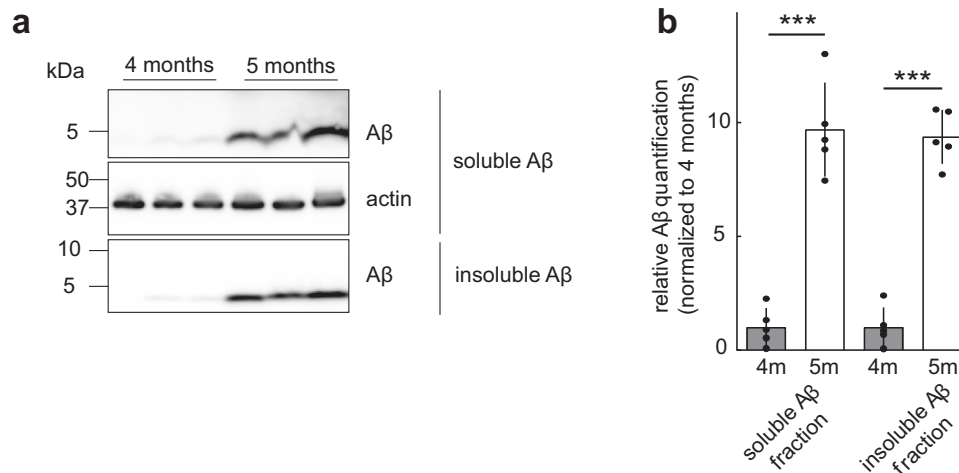 a
kDa
4 months 5 months
5
Aβ
50
37
actin
soluble Aβ
10
5
Aβ
insoluble Aβ
b
relative Aβ quantification
(normalized to 4 months)
10
5
0
***
***
4m 5m 4m 5m
soluble Aβ
fraction
insoluble Aβ
fraction